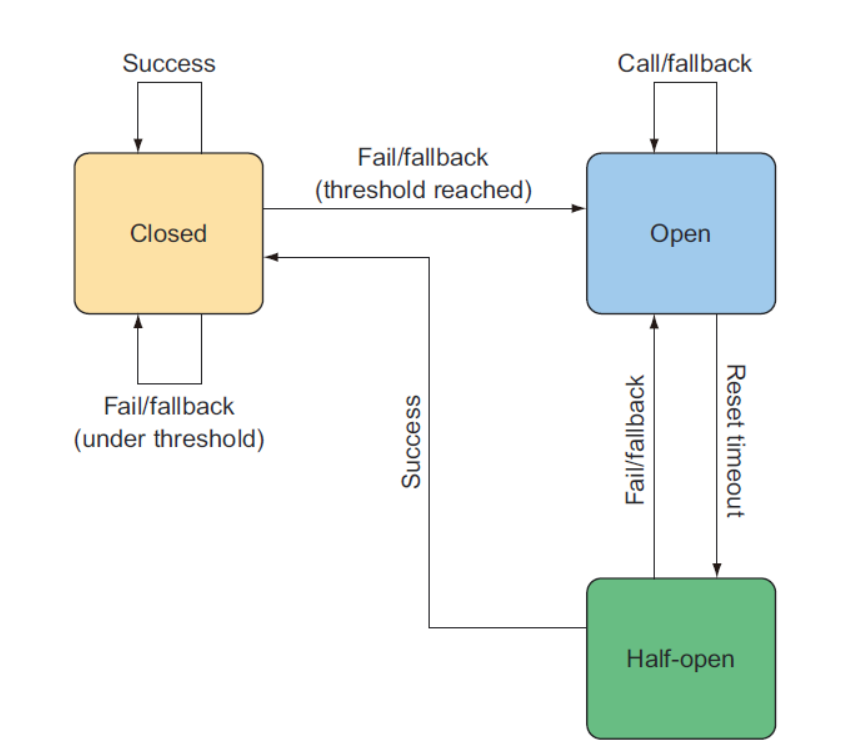 Success
Call/fallback
Fail/fallback
(threshold reached)
Closed
Open
Fail/fallback
(under threshold)
Success
Fail/fallback
Reset timeout
Half-open